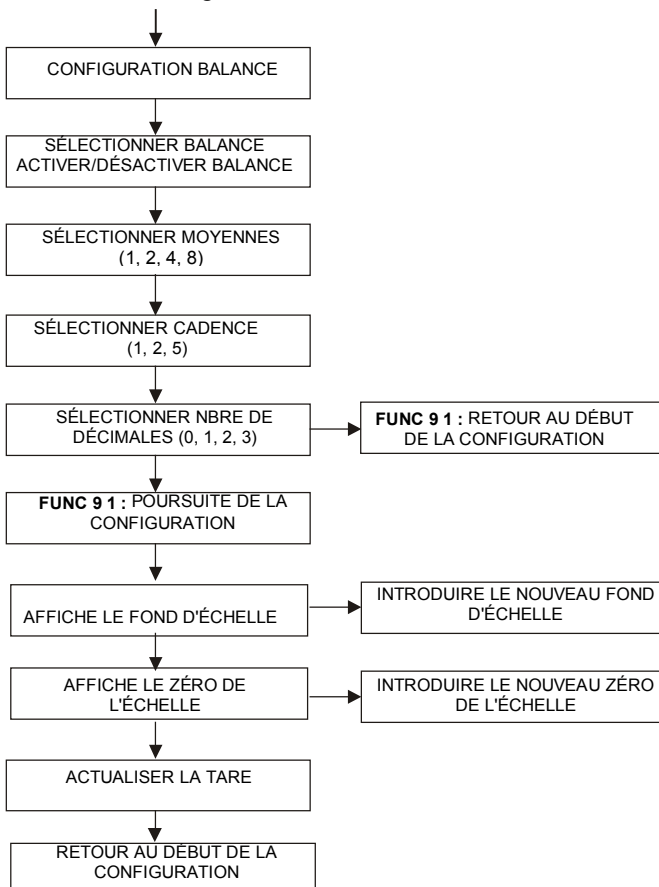 CONFIGURATION BALANCE
SÉLECTIONNER BALANCE
ACTIVER/DÉSACTIVER BALANCE
SÉLECTIONNER MOYENNES
(1, 2, 4, 8)
SÉLECTIONNER CADENCE
(1, 2, 5)
SÉLECTIONNER NBRE DE
DÉCIMALES (0, 1, 2, 3)
FUNC 9 1 : RETOUR AU DÉBUT
DE LA CONFIGURATION
FUNC 9 1 : POURSUITE DE LA
CONFIGURATION
AFFICHE LE FOND D'ÉCHELLE
INTRODUIRE LE NOUVEAU FOND
D'ÉCHELLE
AFFICHE LE ZÉRO DE
L'ÉCHELLE
INTRODUIRE LE NOUVEAU ZÉRO
DE L'ÉCHELLE
ACTUALISER LA TARE
RETOUR AU DÉBUT DE LA
CONFIGURATION